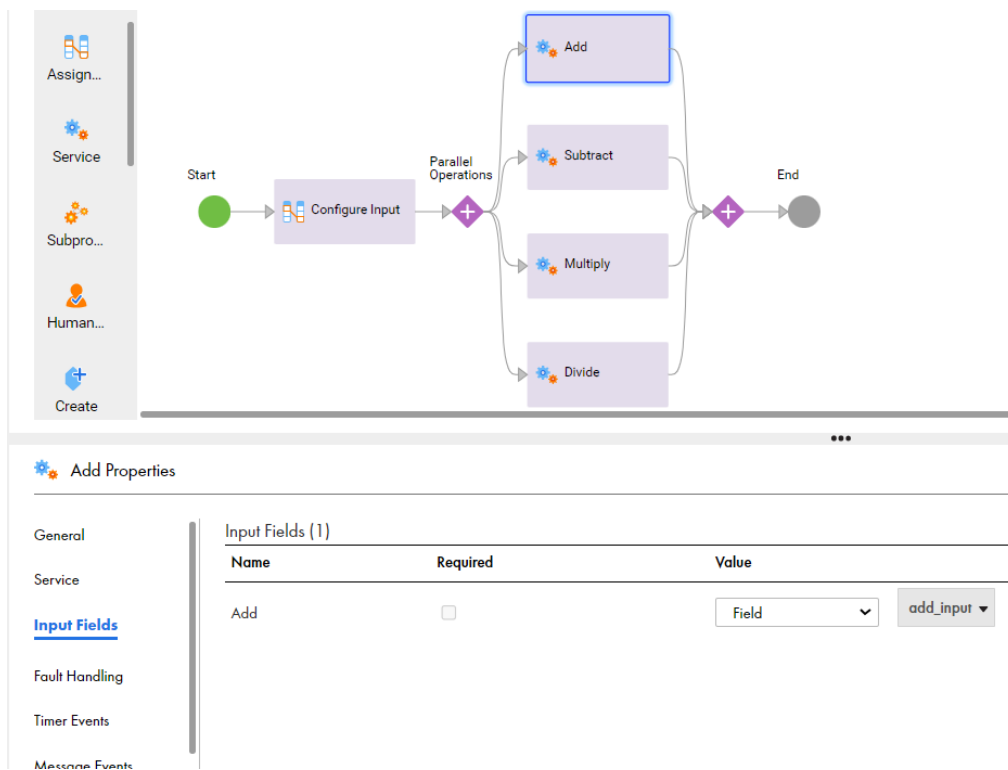 Assign...
Service
Subpro...
Human...
Create
Start
Configure Input
Parallel
Operations
Add
Subtract
Multiply
Divide
End
Add Properties
General
Service
Input Fields
Fault Handling
Timer Events
Message Events
Input Fields (1)
Name Required Value
Add Field add_input